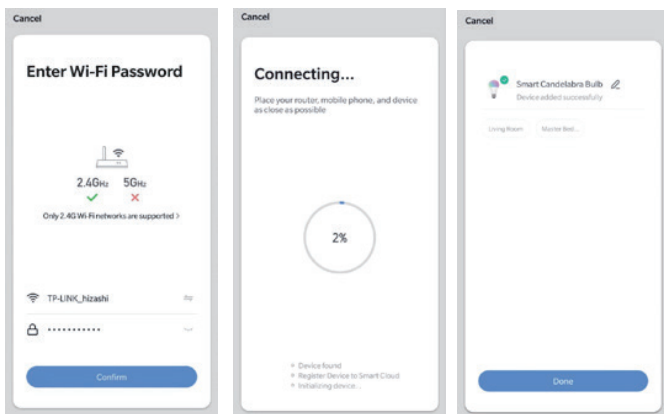 Cancel
Enter Wi-Fi Password
2.4GHz 5GHz
Only 2.4G Wi-Fi networks are supported >
TP-LINK_hizashi
Confirm
Cancel
Connecting...
Place your router, mobile phone, and device
as close as possible
2%
Device found
Register Device to Smart Cloud
Initializing device...
Cancel
Smart Candelabra Bulb
Device added successfully
Living Room Master Bed...
Done